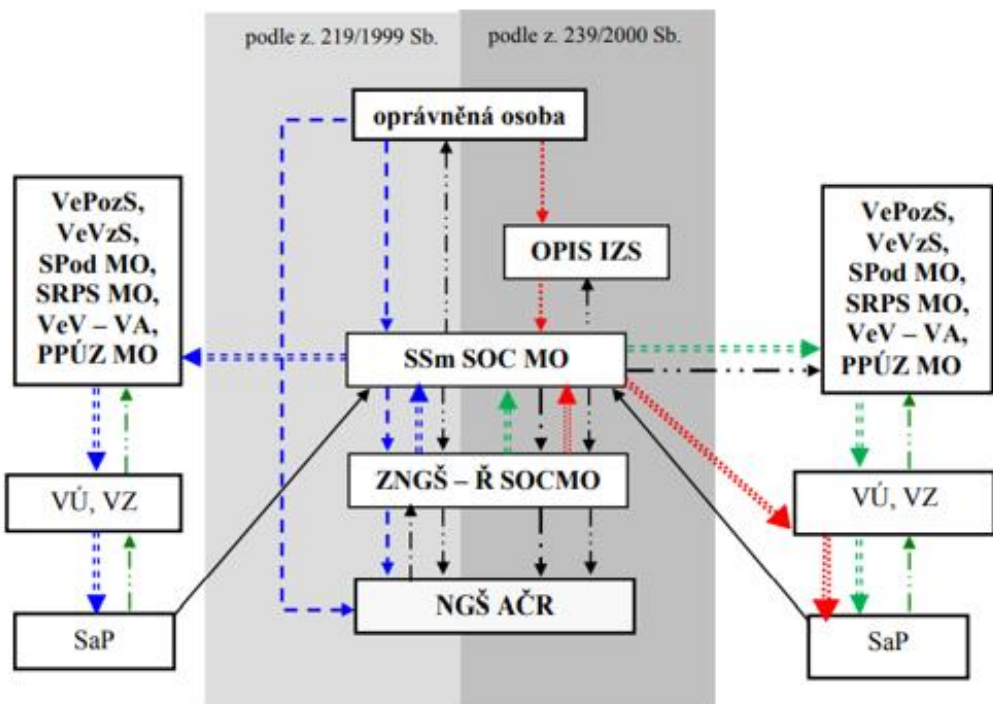 podle z. 219/1999 Sb.
podle z. 239/2000 Sb.
oprávněná osoba
VePozS,
VeVzS,
SPod MO,
SRPS MO,
VeV – VA,
PPÚZ MO
OPIS IZS
VePozS,
VeVzS,
SPod MO,
SRPS MO,
VeV – VA,
PPÚZ MO
SSm SOC MO
VÚ, VZ
ZNGŠ – Ř SOCMO
VÚ, VZ
SaP
NGŠ AČR
SaP